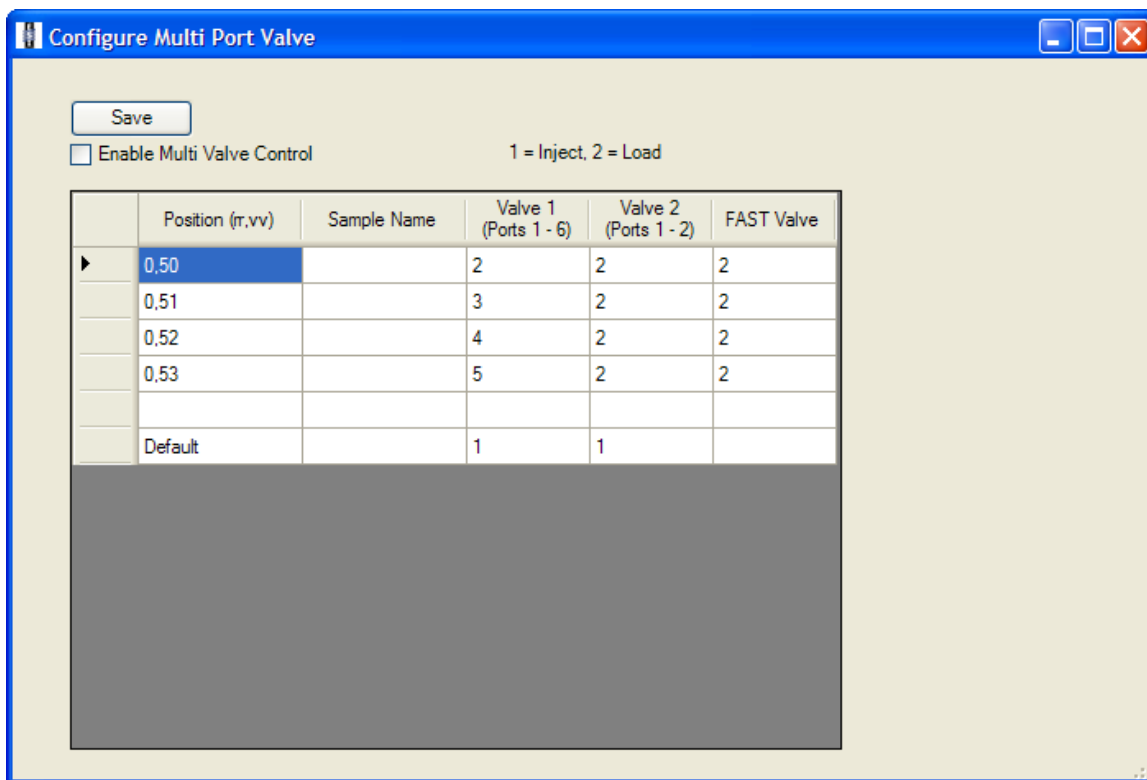 Configure Multi Port Valve
Save
Enable Multi Valve Control
1 = Inject, 2 = Load
Position (rr,vv) Sample Name Valve 1 (Ports 1 - 6) Valve 2 (Ports 1 - 2) FAST Valve
0,50 2 2 2
0,51 3 2 2
0,52 4 2 2
0,53 5 2 2
Default 1 1